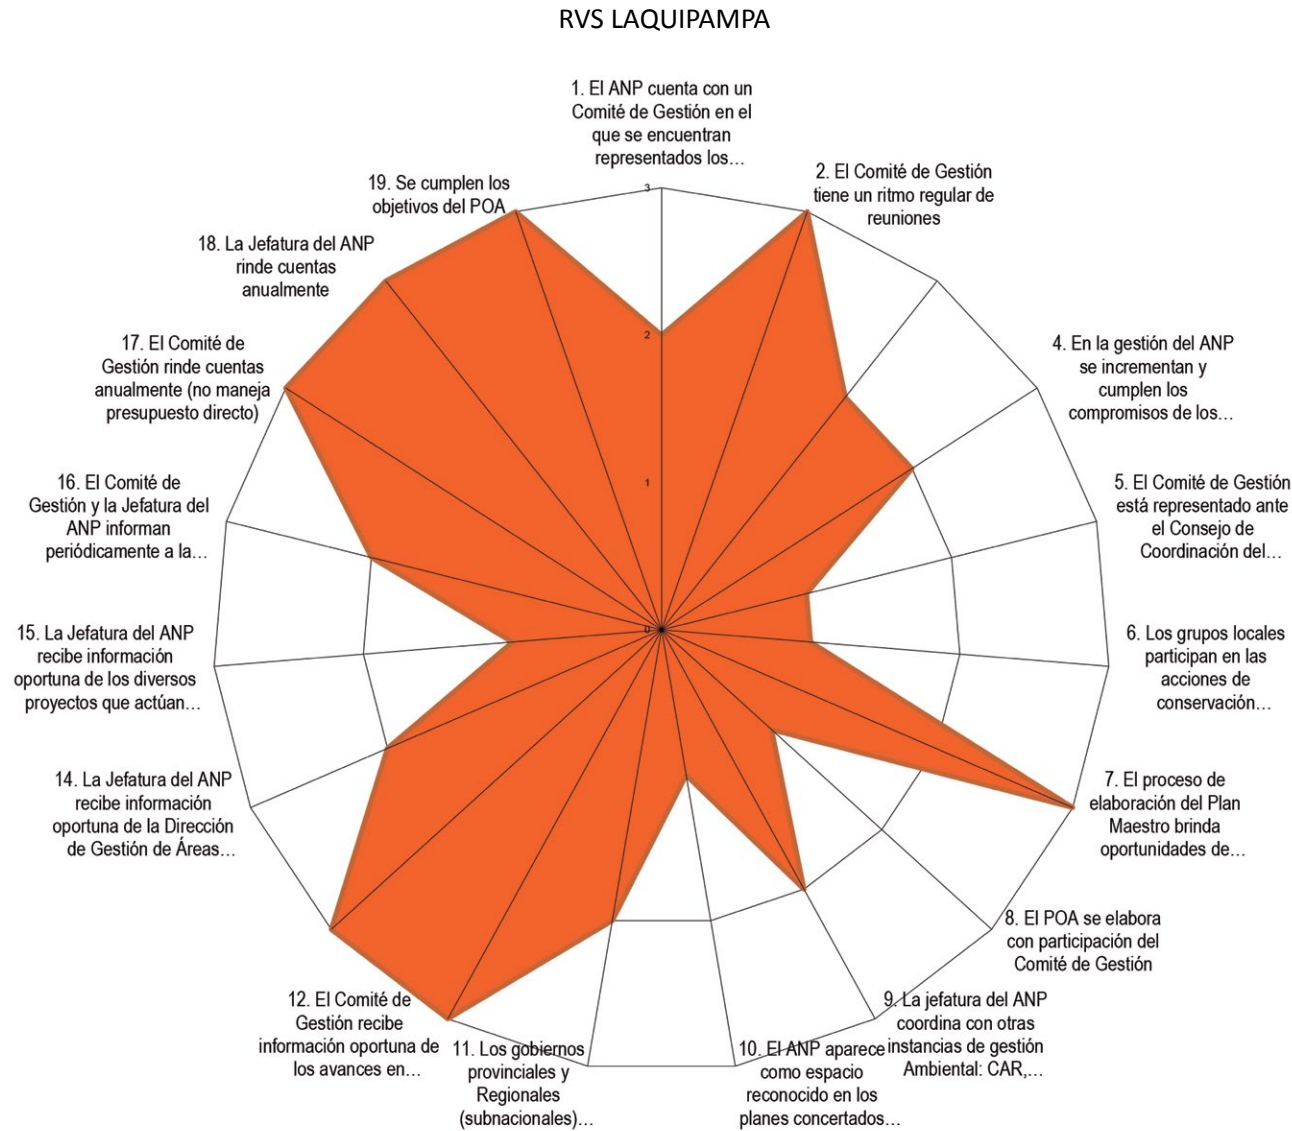 RVS LAQUIPAMPA
1. El ANP cuenta con un
Comité de Gestión en el
que se encuentran
representados los…
2. El Comité de Gestión
tiene un ritmo regular de
reuniones
4. En la gestión del ANP
se incrementan y
cumplen los
compromisos de los…
5. El Comité de Gestión
está representado ante
el Consejo de
Coordinación del…
6. Los grupos locales
participan en las
acciones de
conservación…
7. El proceso de
elaboración del Plan
Maestro brinda
oportunidades de…
8. El POA se elabora
con participación del
Comité de Gestión
9. La jefatura del ANP
coordina con otras
instancias de gestión
Ambiental: CAR,…
10. El ANP aparece
como espacio
reconocido en los
planes concertados…
11. Los gobiernos
provinciales y
Regionales
(subnacionales)…
12. El Comité de
Gestión recibe
información oportuna de
los avances en…
14. La Jefatura del ANP
recibe información
oportuna de la Dirección
de Gestión de Áreas…
15. La Jefatura del ANP
recibe información
oportuna de los diversos
proyectos que actúan…
16. El Comité de
Gestión y la Jefatura del
ANP informan
periódicamente a la…
17. El Comité de
Gestión rinde cuentas
anualmente (no maneja
presupuesto directo)
18. La Jefatura del ANP
rinde cuentas
anualmente
19. Se cumplen los
objetivos del POA
3
2
1
0